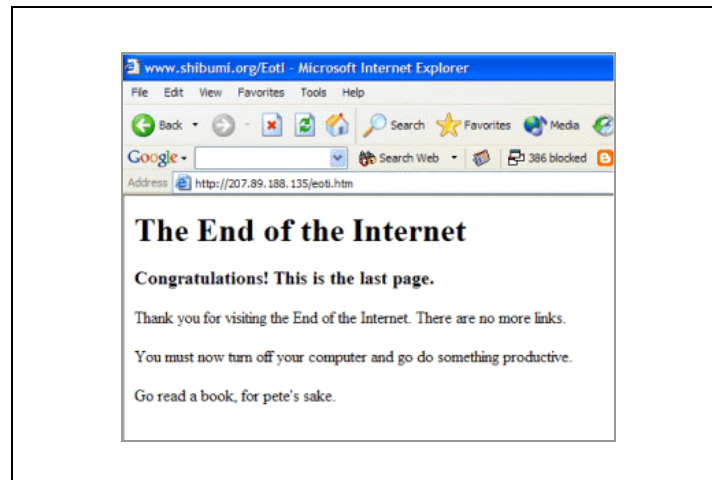 www.shibumi.org/EotI - Microsoft Internet Explorer
File Edit View Favorites Tools Help
Back Search Favorites Media
Google Search Web 386 blocked
Address http://207.89.188.135/eoti.htm
The End of the Internet
Congratulations! This is the last page.
Thank you for visiting the End of the Internet. There are no more links.
You must now turn off your computer and go do something productive.
Go read a book, for pete's sake.